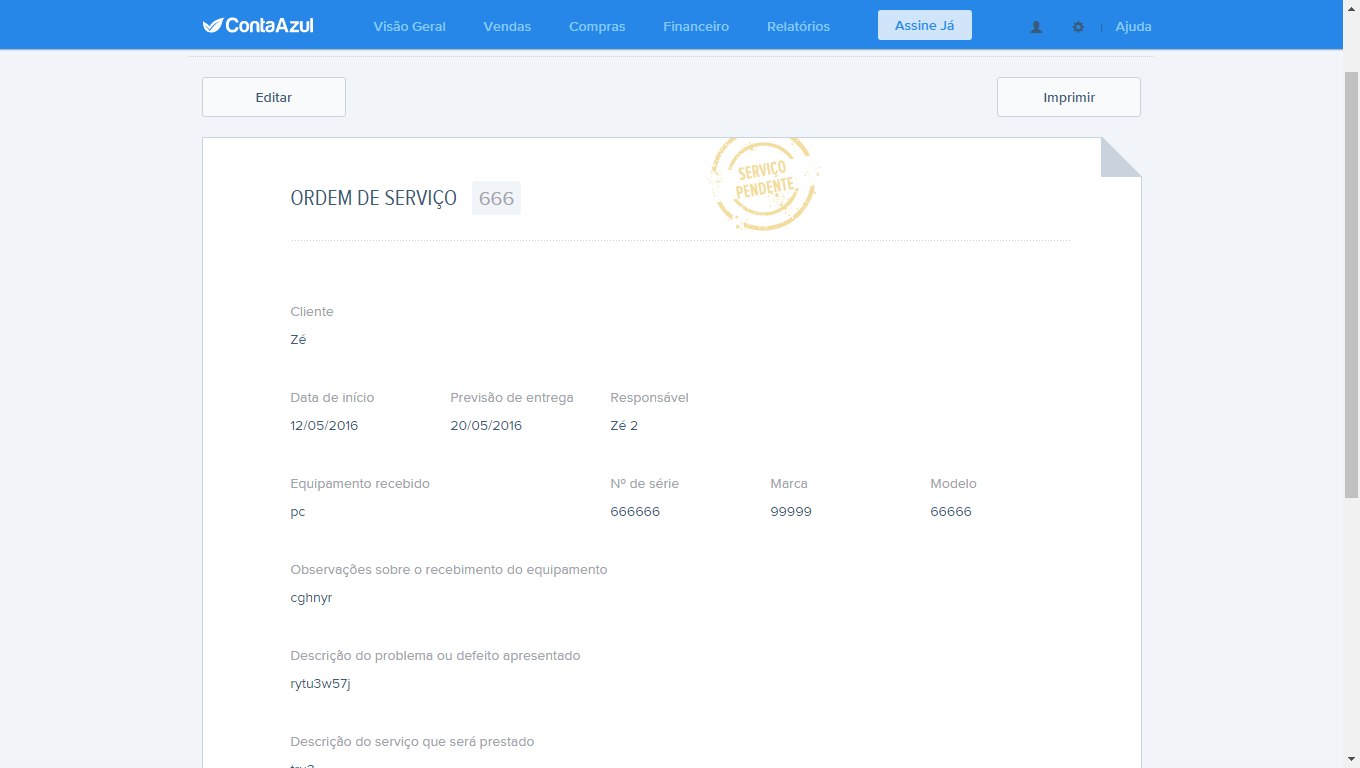 ContaAzul
Visão Geral Vendas Compras Financeiro Relatórios Assine Já Ajuda
Editar Imprimir
SERVIÇO
PENDENTE
ORDEM DE SERVIÇO 666
Cliente
Zé
Data de início Previsão de entrega Responsável
12/05/2016 20/05/2016 Zé 2
Equipamento recebido Nº de série Marca Modelo
pc 666666 99999 66666
Observações sobre o recebimento do equipamento
cghnyr
Descrição do problema ou defeito apresentado
rytu3w57j
Descrição do serviço que será prestado